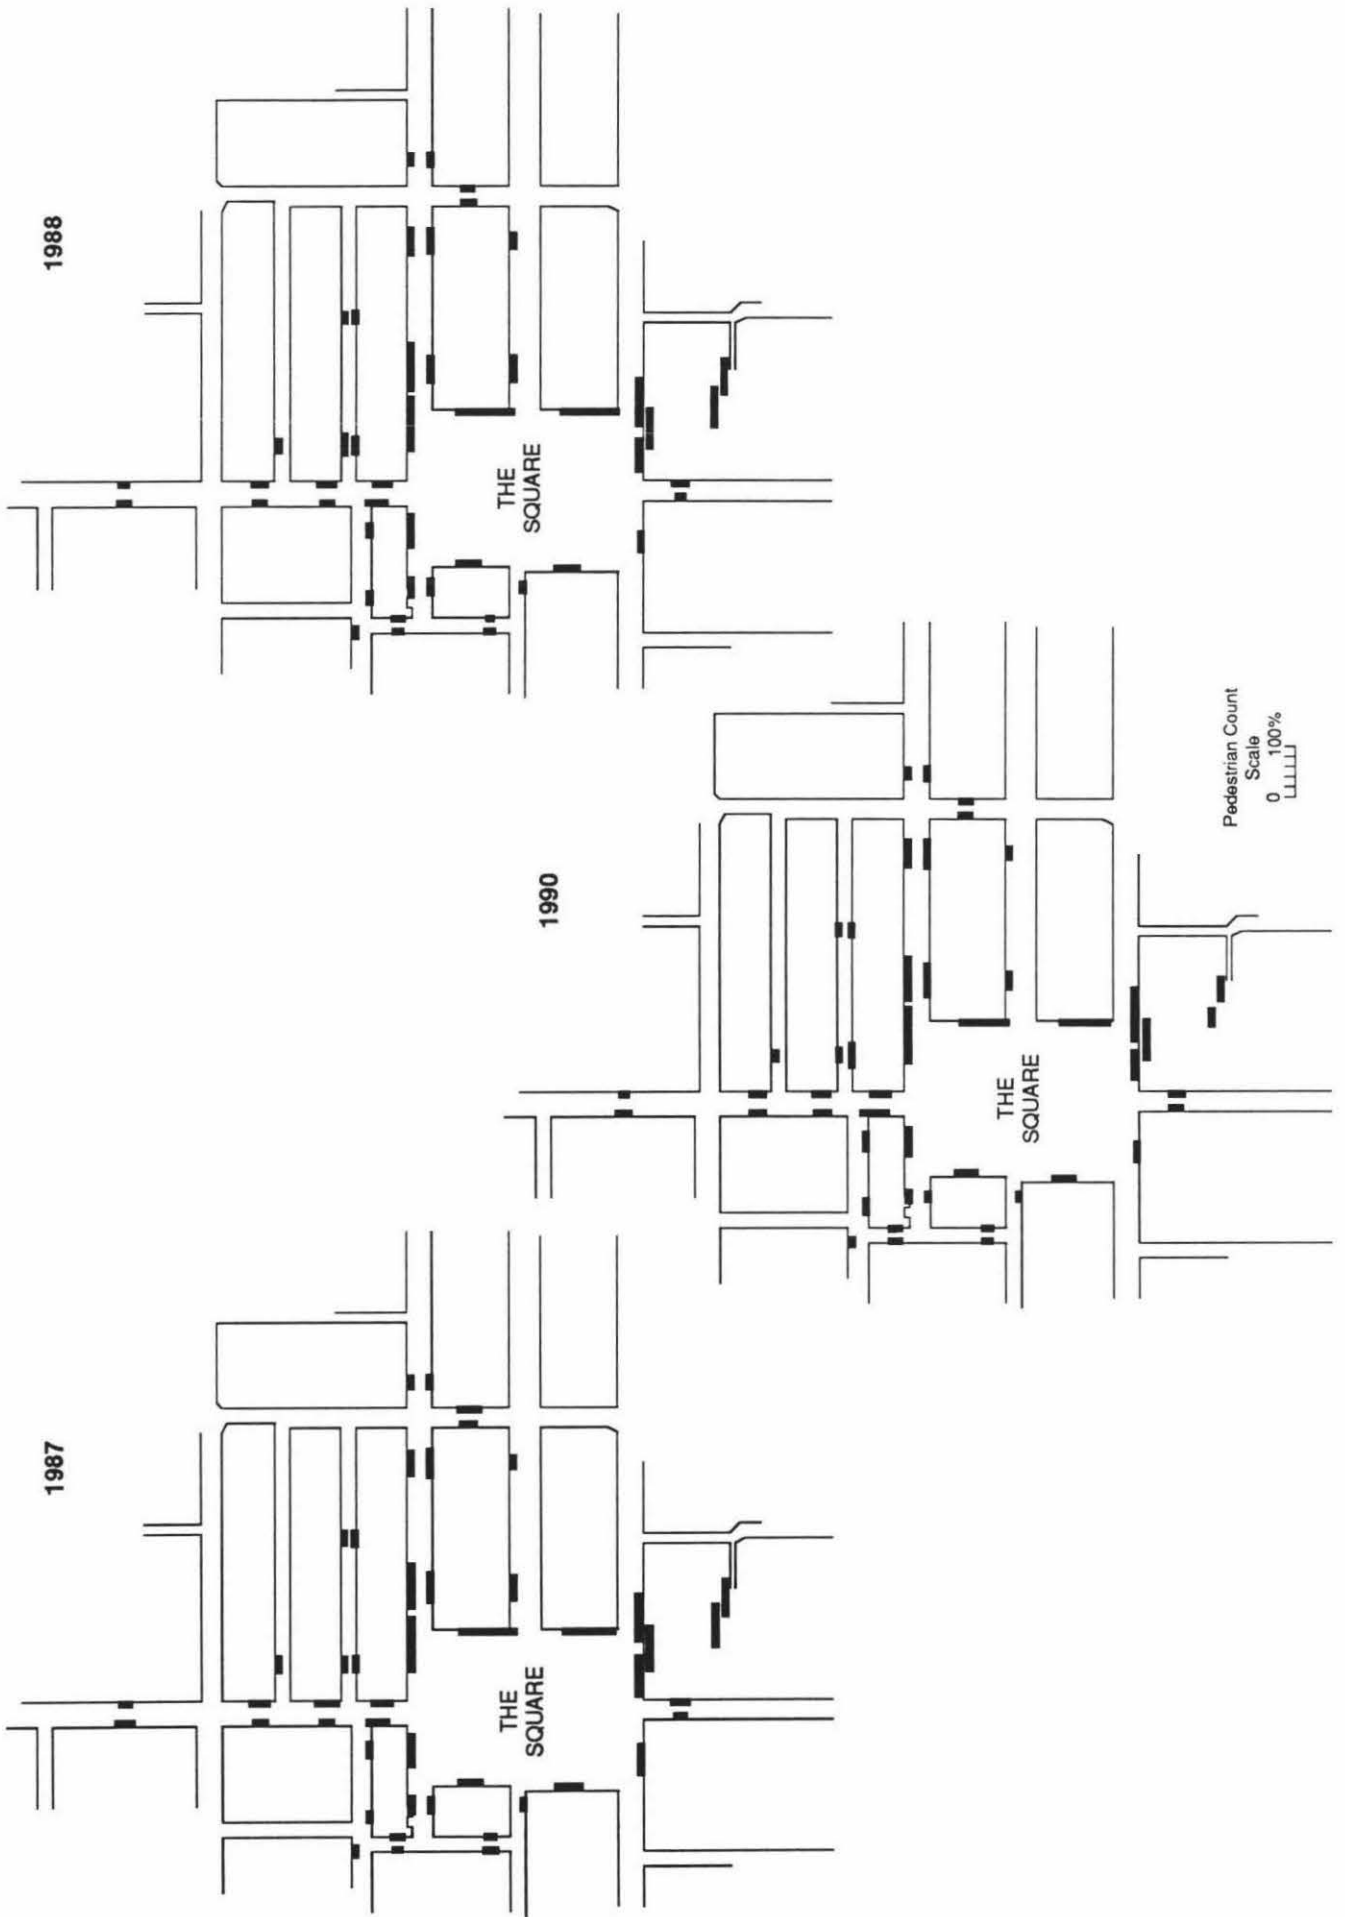 1988
THE
SQUARE
1990
THE
SQUARE
Pedestrian Count
Scale
0 100%
1987
THE
SQUARE